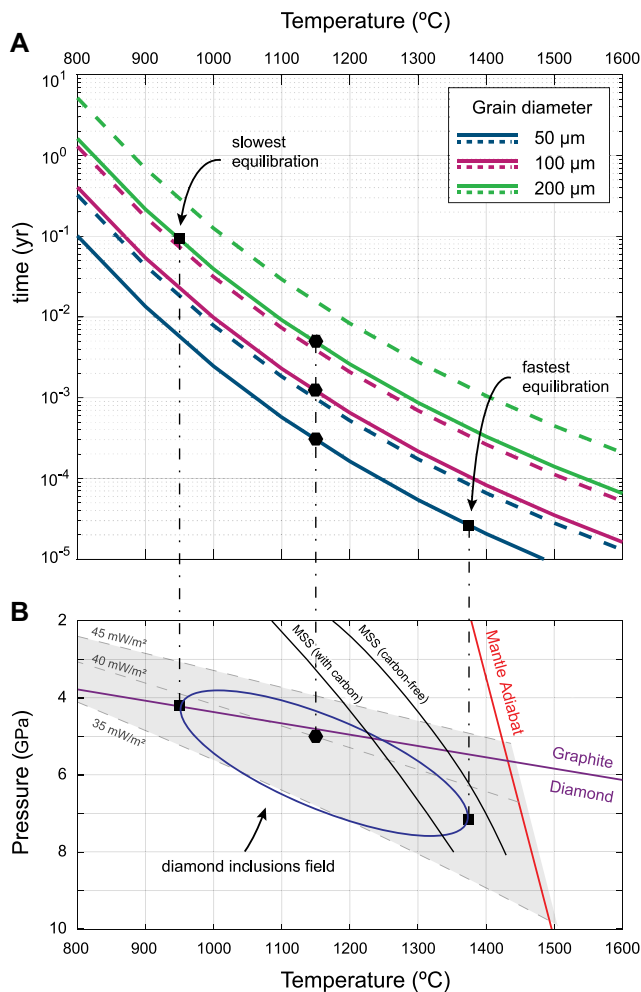 Temperature (ºC)
A
800 900 1000 1100 1200 1300 1400 1500 1600
time (yr)
10¹
10⁰
10⁻¹
10⁻²
10⁻³
10⁻⁴
10⁻⁵
slowest
equilibration
Grain diameter
50 µm
100 µm
200 µm
fastest
equilibration
B
Pressure (GPa)
2
4
6
8
10
45 mW/m²
40 mW/m²
35 mW/m²
MSS (with carbon)
MSS (carbon-free)
Mantle Adiabat
Graphite
Diamond
diamond inclusions field
800 900 1000 1100 1200 1300 1400 1500 1600
Temperature (ºC)